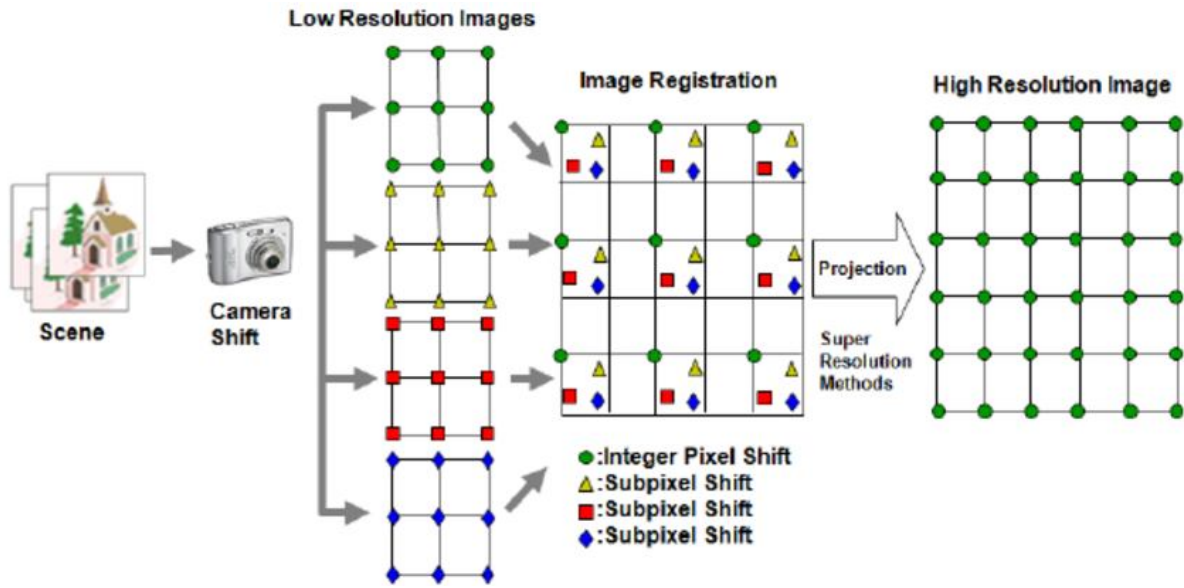 Low Resolution Images
Image Registration
High Resolution Image
Scene
Camera
Shift
Projection
Super
Resolution
Methods
:Integer Pixel Shift
:Subpixel Shift
:Subpixel Shift
:Subpixel Shift